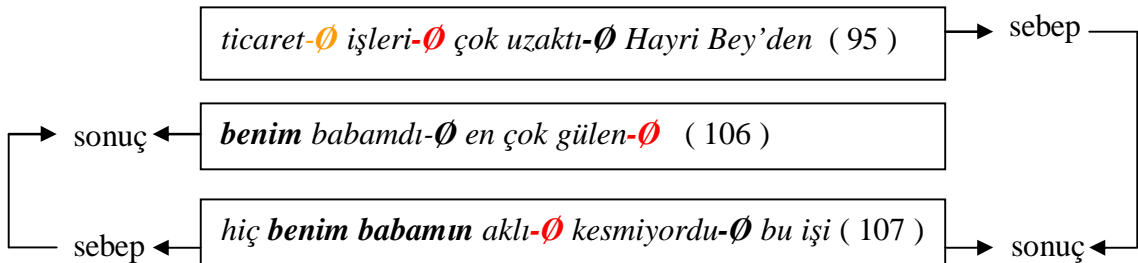 ticaret-Ø işleri-Ø çok uzaktı-Ø Hayri Bey’den ( 95 )
sebep
sonuç
benim babamdı-Ø en çok gülen-Ø ( 106 )
sebep
hiç benim babamın aklı-Ø kesmiyordu-Ø bu işi ( 107 )
sonuç